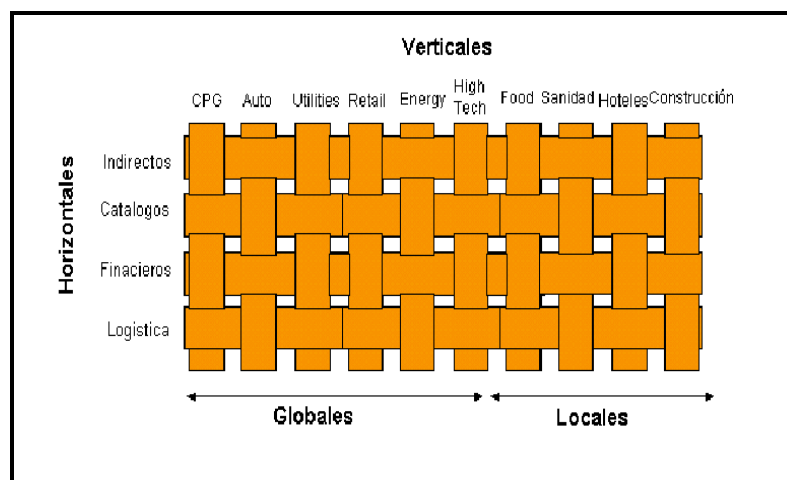 Verticales
CPG Auto Utilities Retail Energy High Tech Food Sanidad Hoteles Construcción
Horizontales
Indirectos
Catalogos
Finacieros
Logistica
Globales Locales